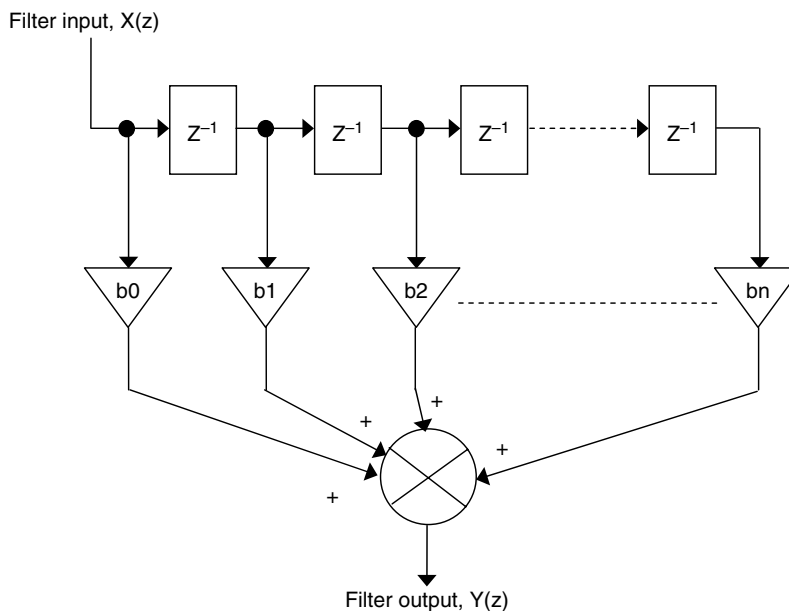 Filter input, X(z)
Z⁻¹ Z⁻¹ Z⁻¹ Z⁻¹
b0 b1 b2 bn
+
+
+
+
Filter output, Y(z)